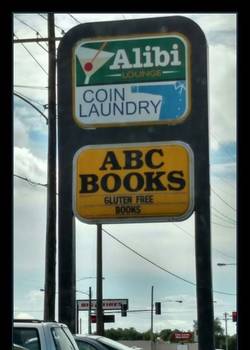 Alibi
LOUNGE
COIN
LAUNDRY
ABC
BOOKS
GLUTEN FREE
BOOKS